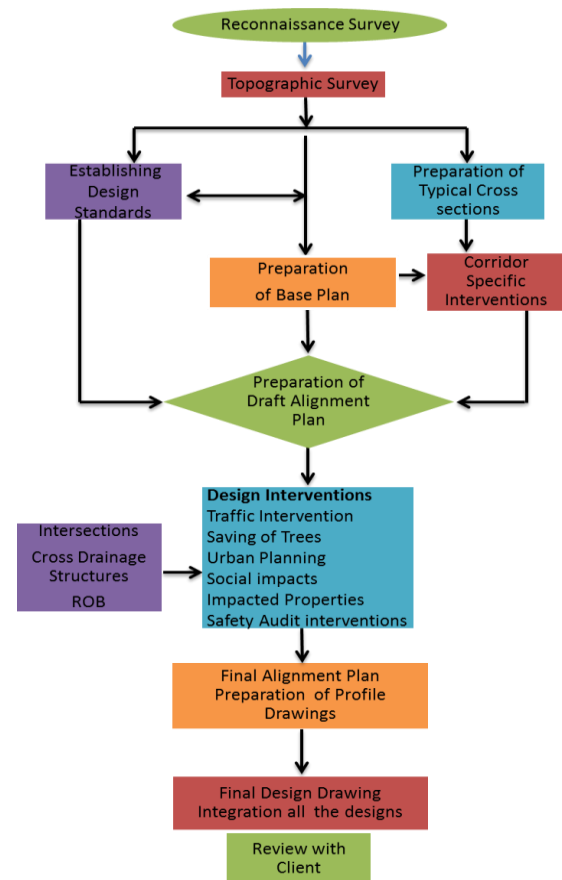 Reconnaissance Survey
Topographic Survey
Establishing
Design
Standards
Preparation of
Typical Cross
sections
Preparation
of Base Plan
Corridor
Specific
Interventions
Preparation of
Draft Alignment
Plan
Design Interventions
Traffic Intervention
Saving of Trees
Urban Planning
Social impacts
Impacted Properties
Safety Audit interventions
Intersections
Cross Drainage
Structures
ROB
Final Alignment Plan
Preparation of Profile
Drawings
Final Design Drawing
Integration all the designs
Review with
Client